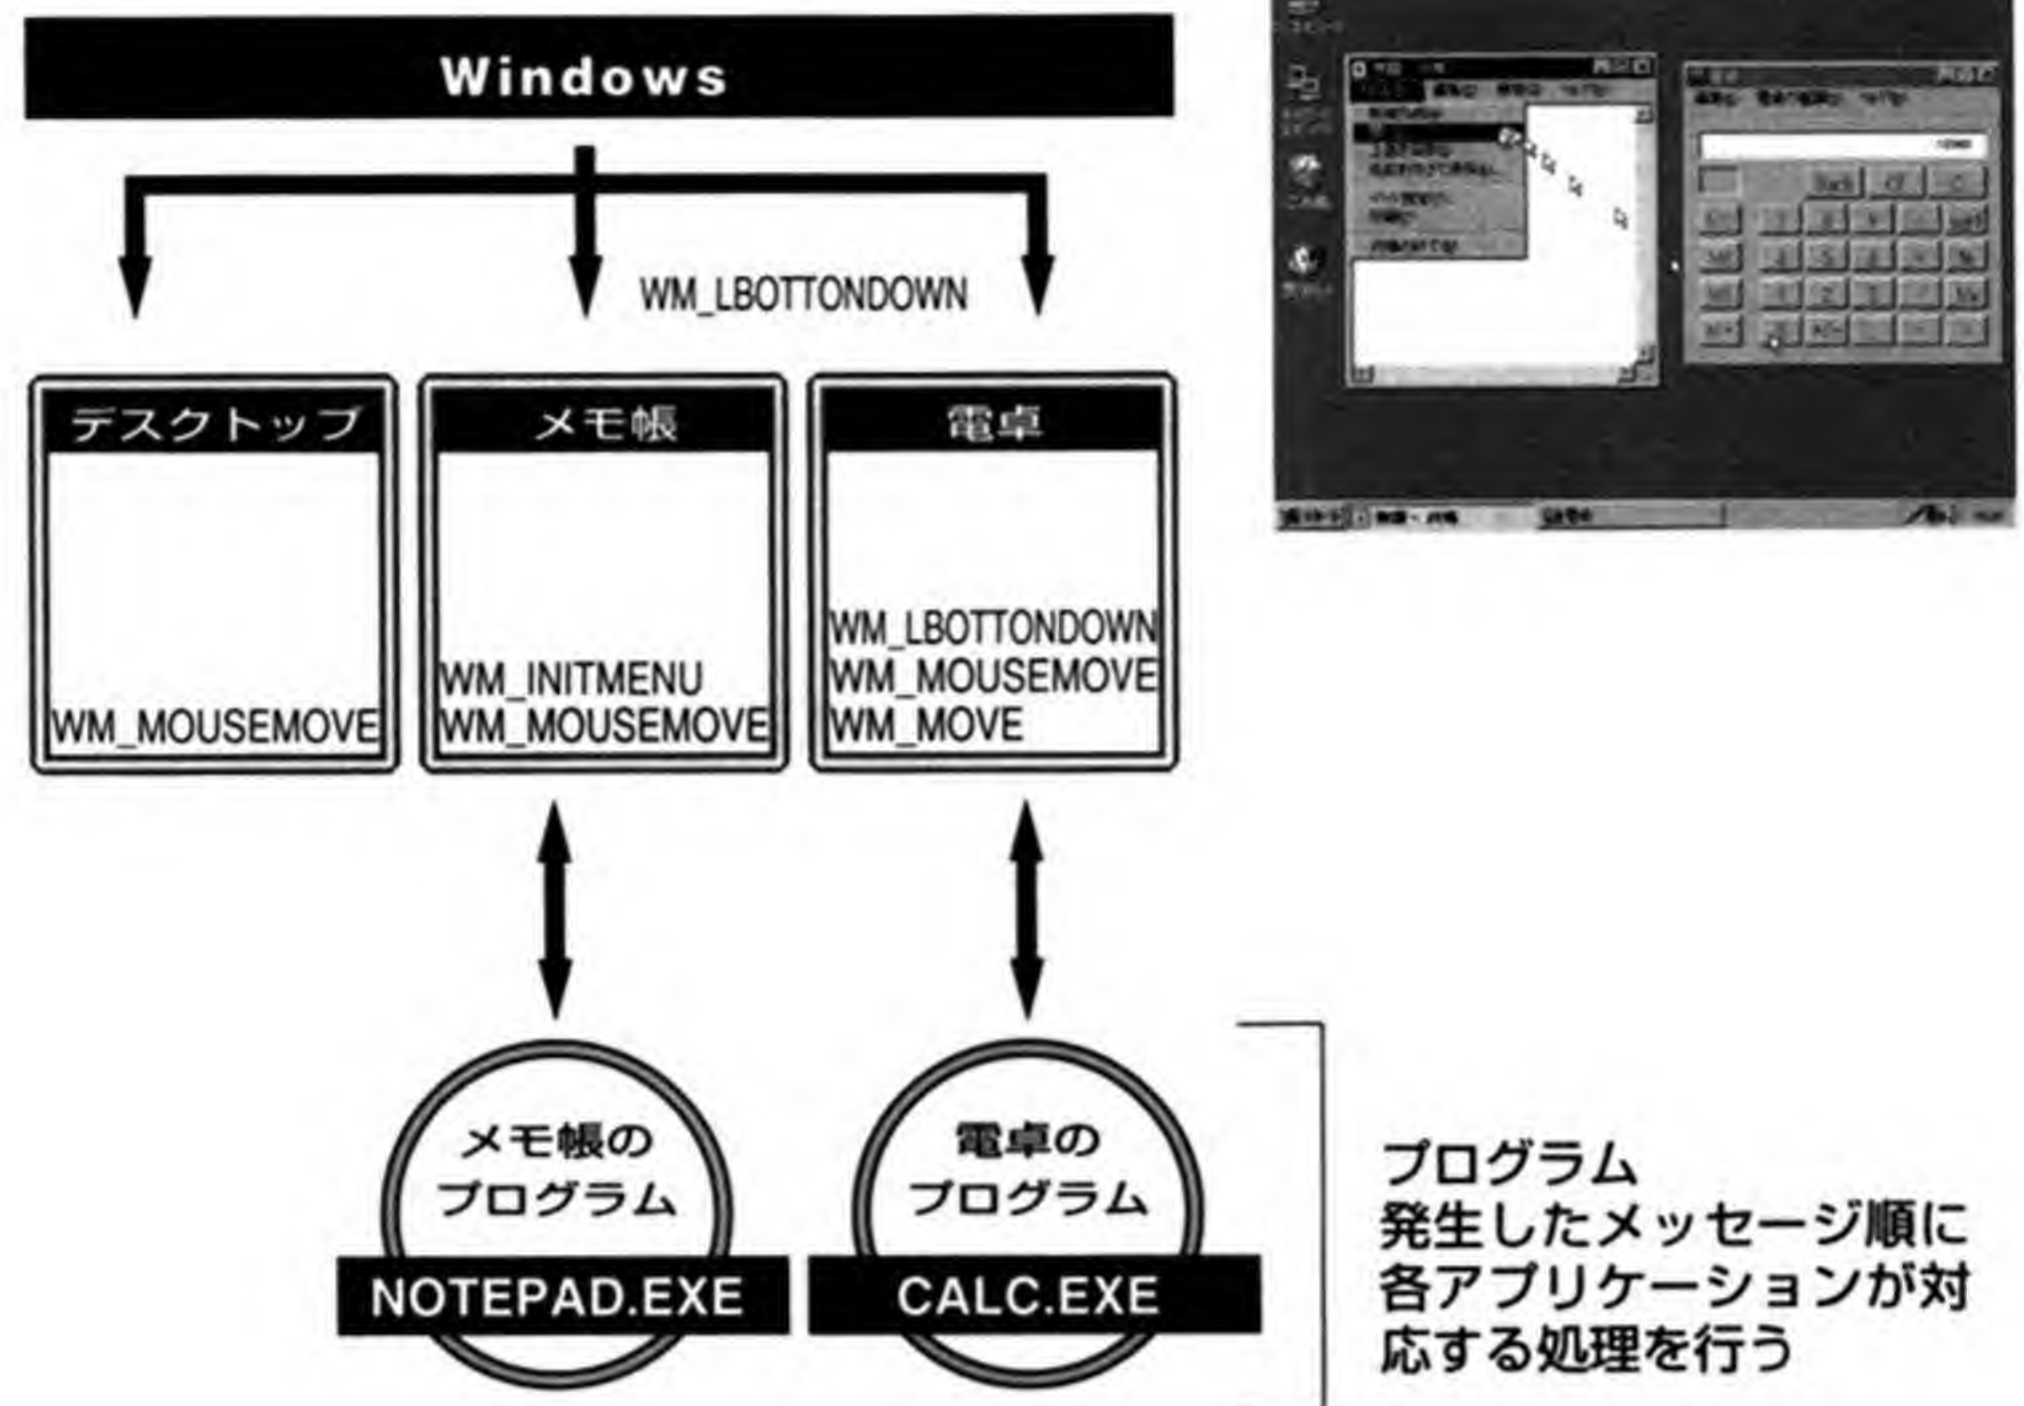 Windows
WM_LBOTTONDOWN
デスクトップ
WM_MOUSEMOVE
メモ帳
WM_INITMENU
WM_MOUSEMOVE
電卓
WM_LBOTTONDOWN
WM_MOUSEMOVE
WM_MOVE
メモ帳の
プログラム
NOTEPAD.EXE
電卓の
プログラム
CALC.EXE
プログラム
発生したメッセージ順に
各アプリケーションが対
応する処理を行う
Back